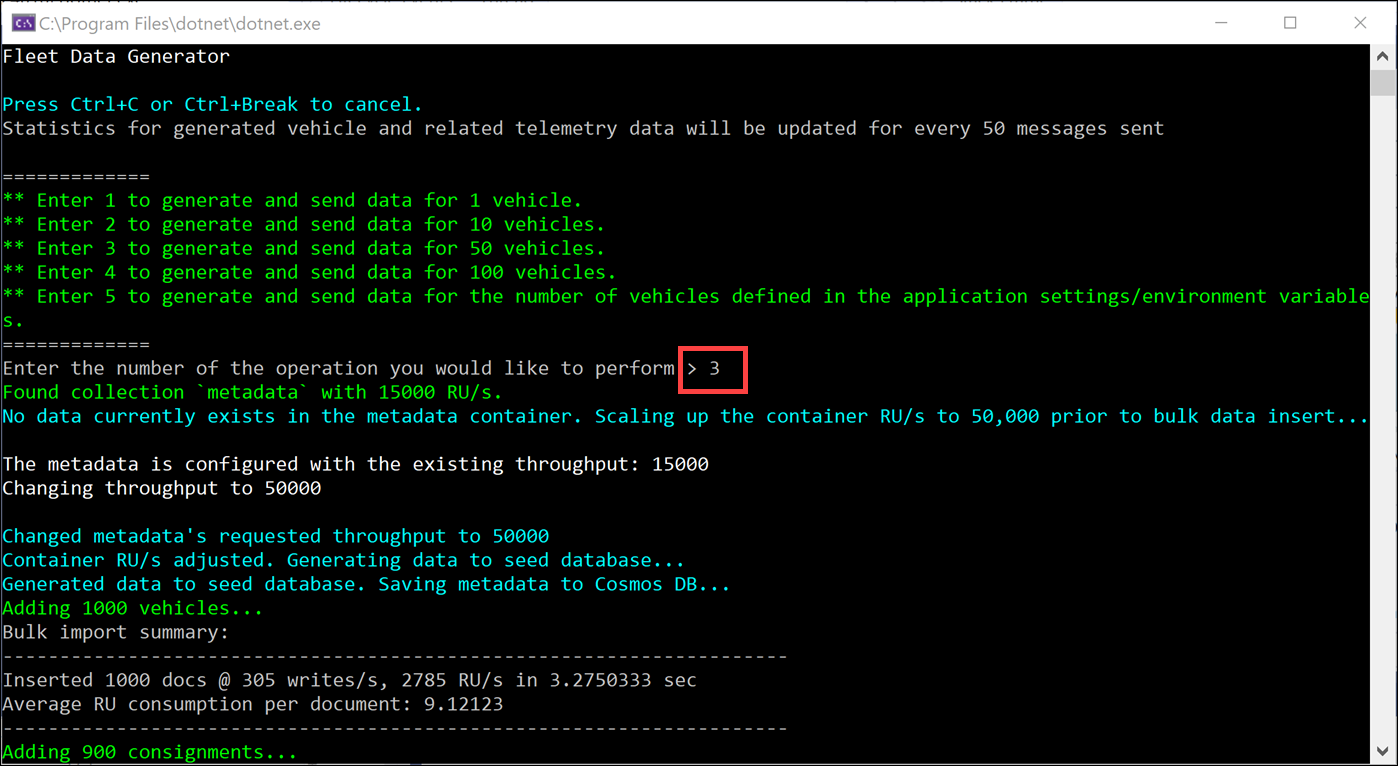 C:\Program Files\dotnet\dotnet.exe
Fleet Data Generator
Press Ctrl+C or Ctrl+Break to cancel.
Statistics for generated vehicle and related telemetry data will be updated for every 50 messages sent
=============
** Enter 1 to generate and send data for 1 vehicle.
** Enter 2 to generate and send data for 10 vehicles.
** Enter 3 to generate and send data for 50 vehicles.
** Enter 4 to generate and send data for 100 vehicles.
** Enter 5 to generate and send data for the number of vehicles defined in the application settings/environment variable
s.
=============
Enter the number of the operation you would like to perform > 3
Found collection `metadata` with 15000 RU/s.
No data currently exists in the metadata container. Scaling up the container RU/s to 50,000 prior to bulk data insert...
The metadata is configured with the existing throughput: 15000
Changing throughput to 50000
Changed metadata's requested throughput to 50000
Container RU/s adjusted. Generating data to seed database...
Generated data to seed database. Saving metadata to Cosmos DB...
Adding 1000 vehicles...
Bulk import summary:
---------------------------------------------------------------------
Inserted 1000 docs @ 305 writes/s, 2785 RU/s in 3.2750333 sec
Average RU consumption per document: 9.12123
---------------------------------------------------------------------
Adding 900 consignments...